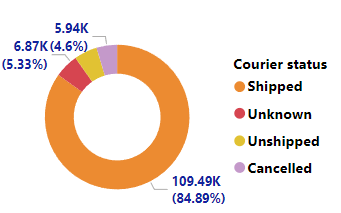 5.94K
(4.6%)
6.87K
(5.33%)
109.49K
(84.89%)
Courier status
Shipped
Unknown
Unshipped
Cancelled